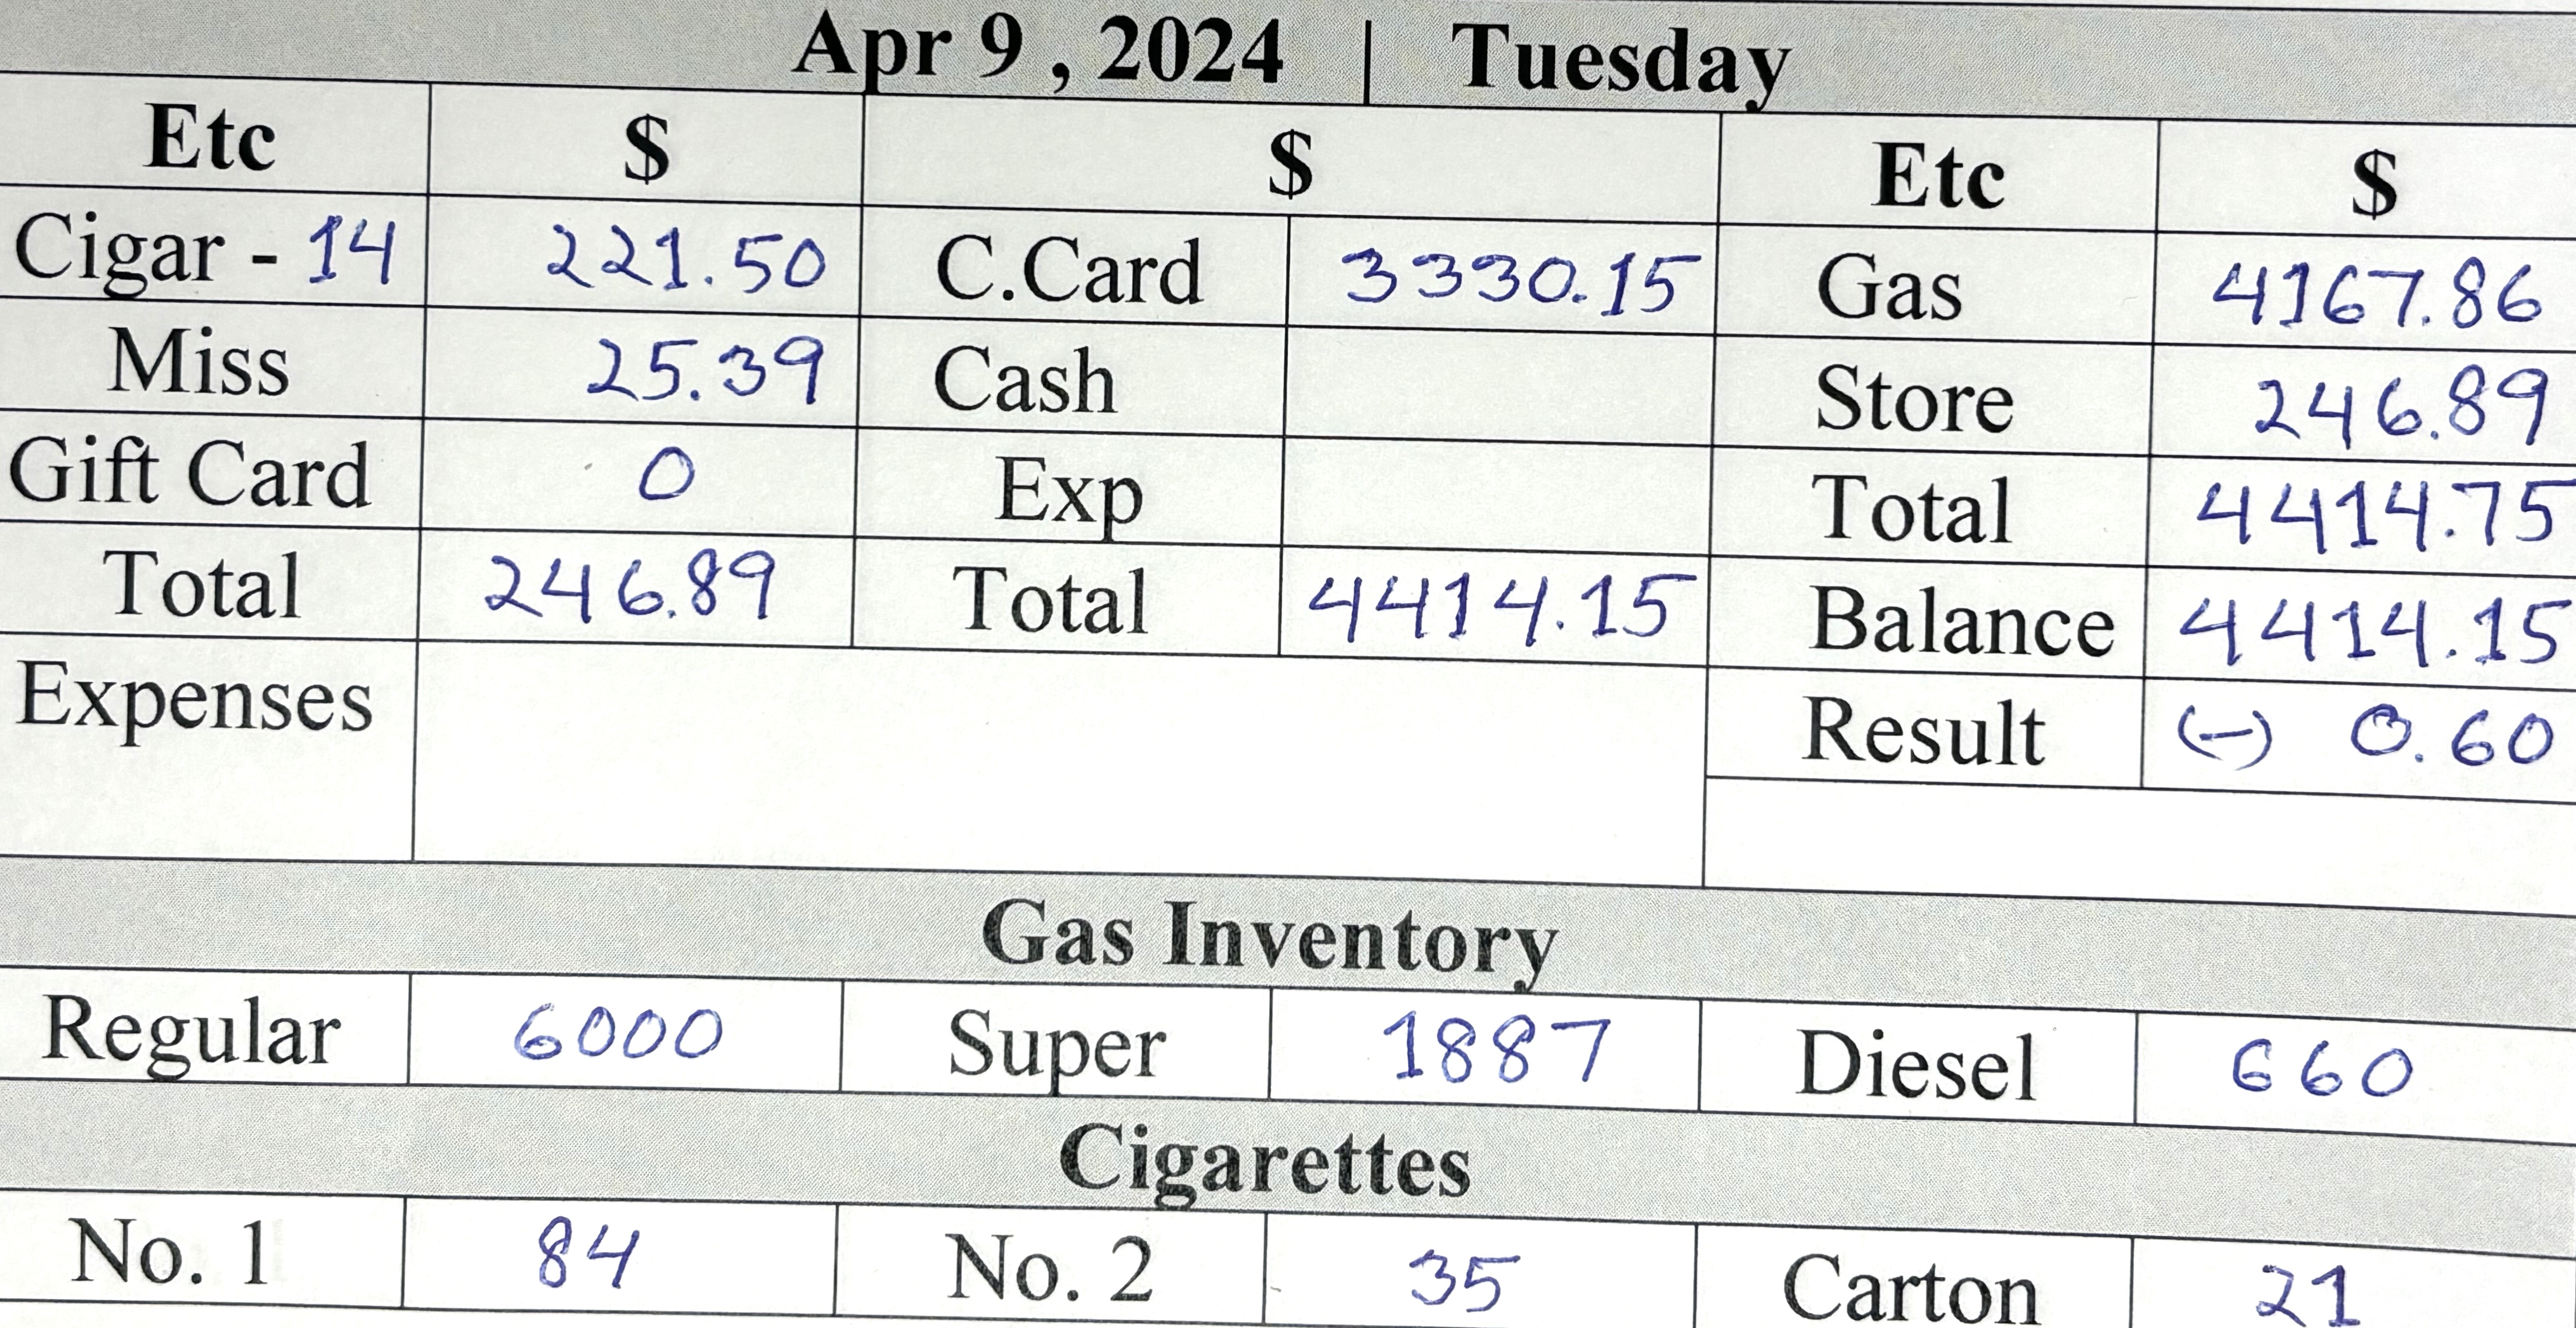 Apr 9 , 2024 | Tuesday
Etc $ $ Etc $
Cigar - 14 221.50 C.Card 3330.15 Gas 4167.86
Miss 25.39 Cash Store 246.89
Gift Card 0 Exp Total 4414.75
Total 246.89 Total 4414.15 Balance 4414.15
Expenses Result (-) 0.60
Gas Inventory
Regular 6000 Super 1887 Diesel 660
Cigarettes
No. 1 84 No. 2 35 Carton 21